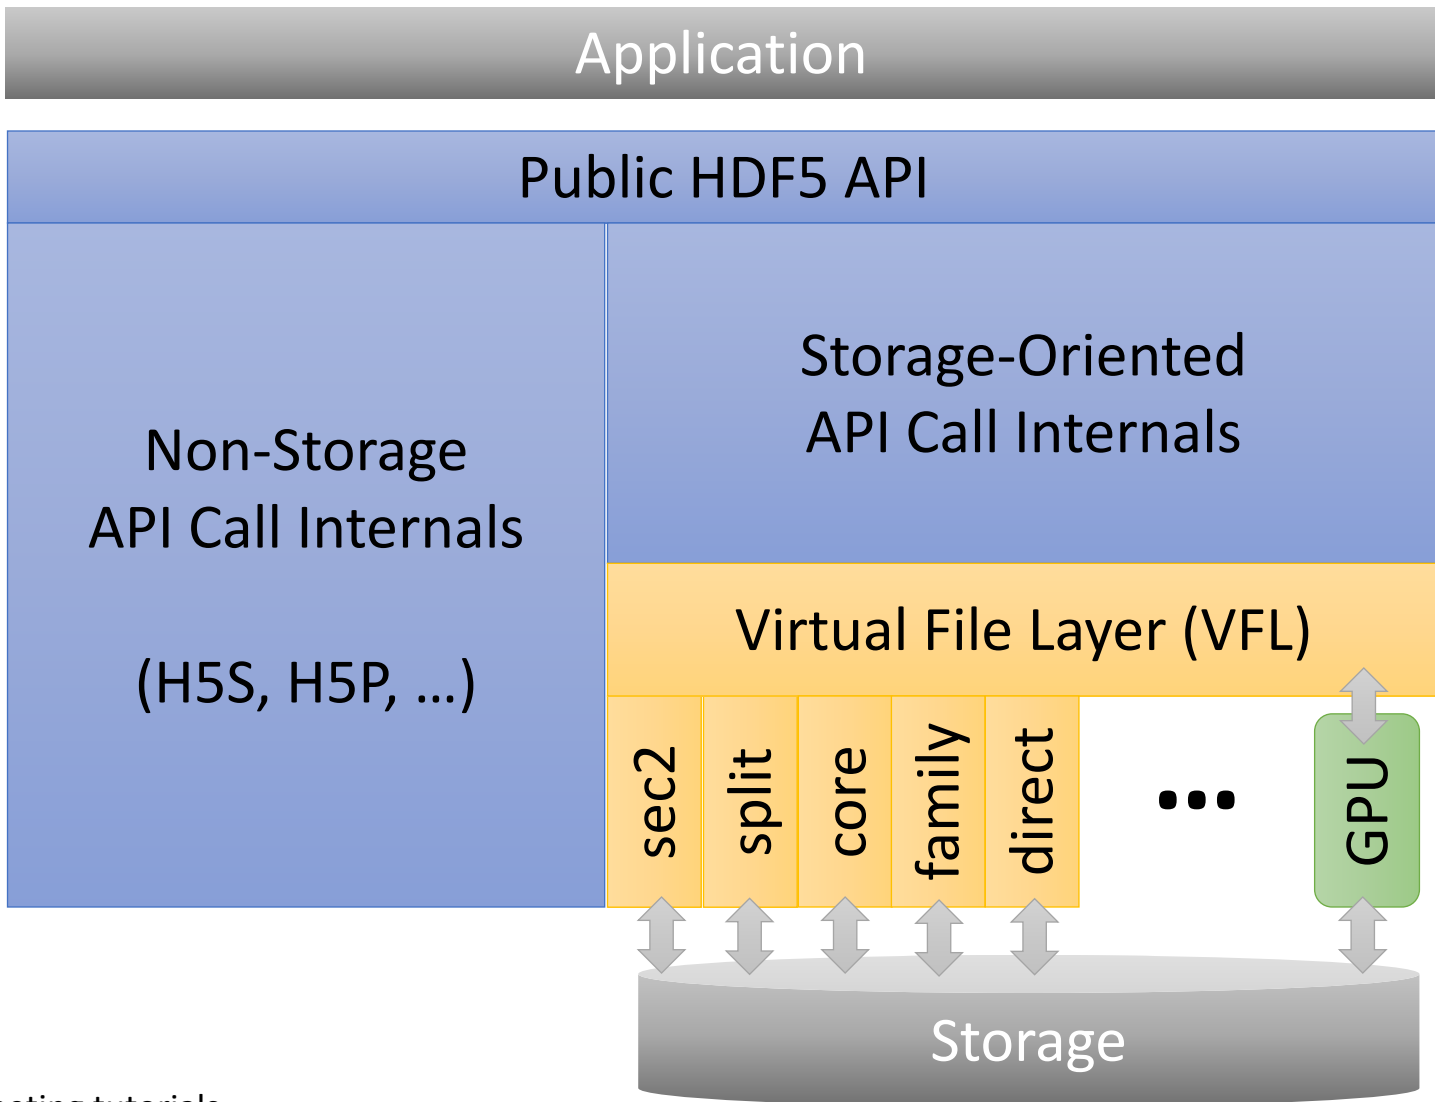 Application
Public HDF5 API
Non-Storage
API Call Internals
(H5S, H5P, …)
Storage-Oriented
API Call Internals
Virtual File Layer (VFL)
sec2
split
core
family
direct
...
GPU
Storage
tutorials